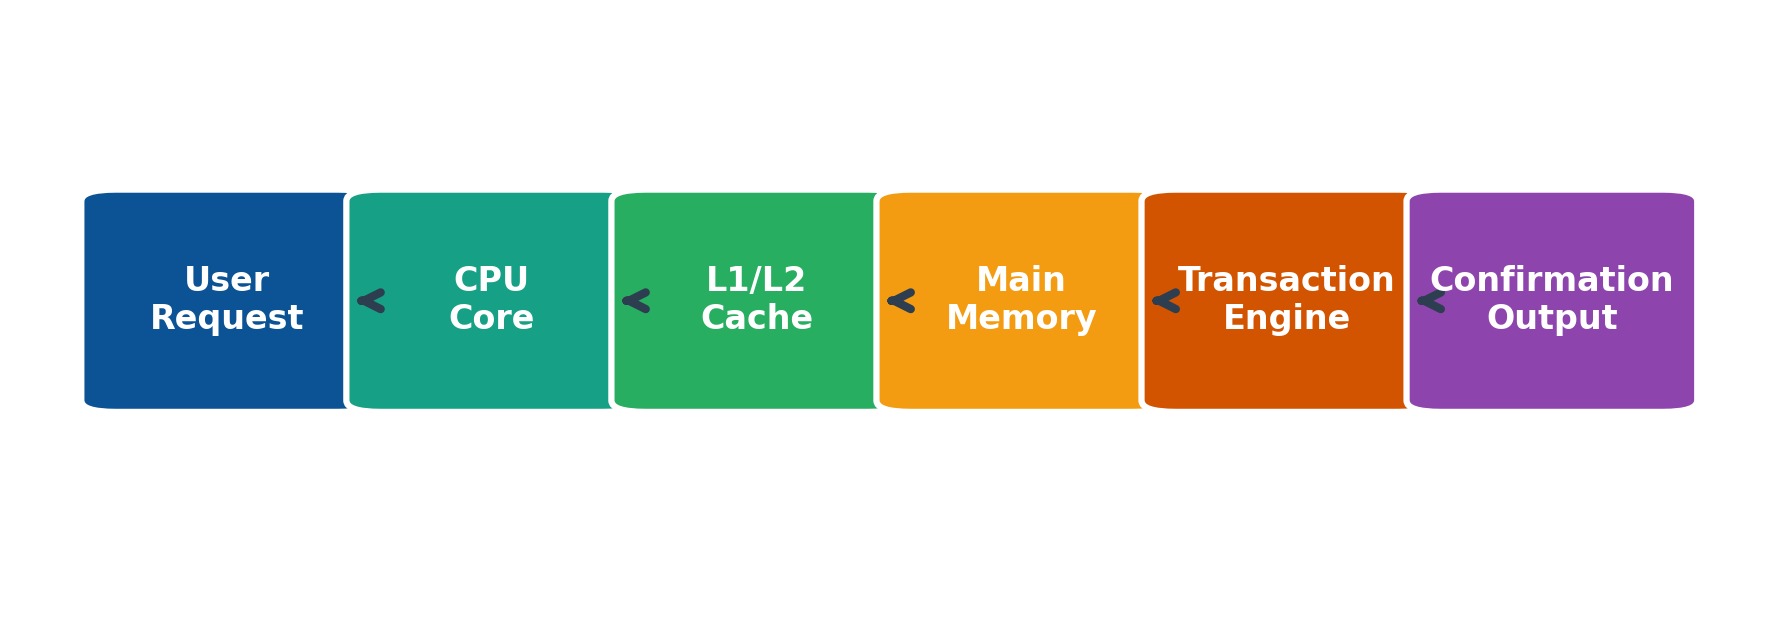 User
Request
CPU
Core
L1/L2
Cache
Main
Memory
Transaction
Engine
Confirmation
Output